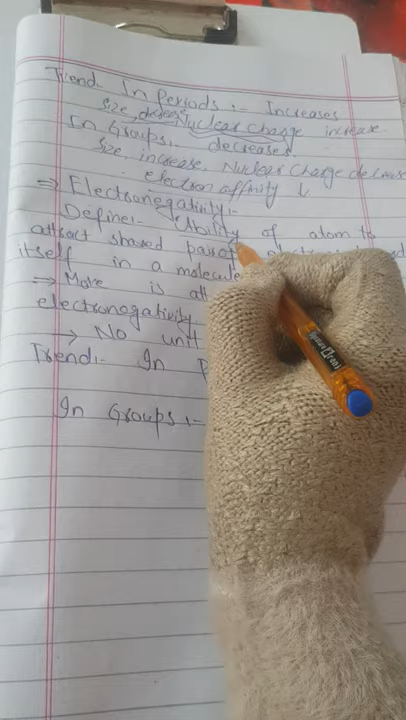 Trend:- In Periods :- Increases
Size, decrease, Nuclear Charge increase
In Groups:- decreases.
Size, increase, Nuclear Charge decrease
electron affinity ↓
⇒ Electronegativity:-
Define:- "Ability of atom to
attract shared pair of
itself in a molecule
⇒ More is
electronegativity.
→ No unit
Trend:- In
In Groups :-